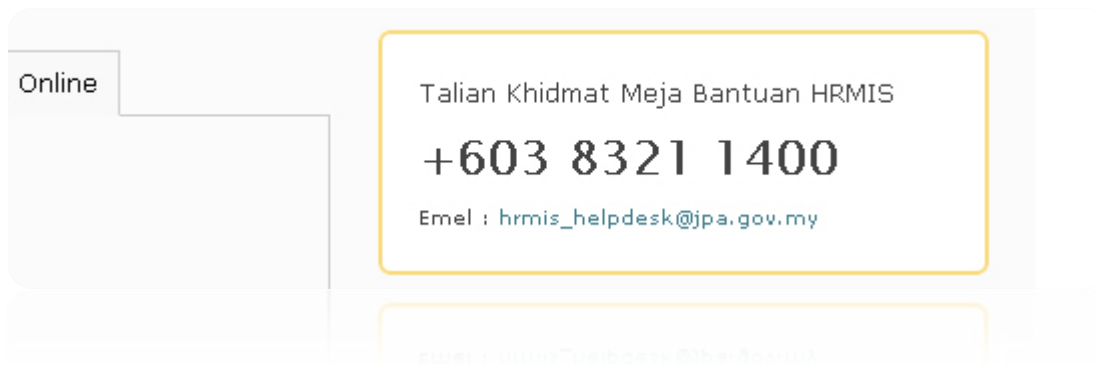 Online
Talian Khidmat Meja Bantuan HRMIS
+603 8321 1400
Emel : hrmis_helpdesk@jpa.gov.my